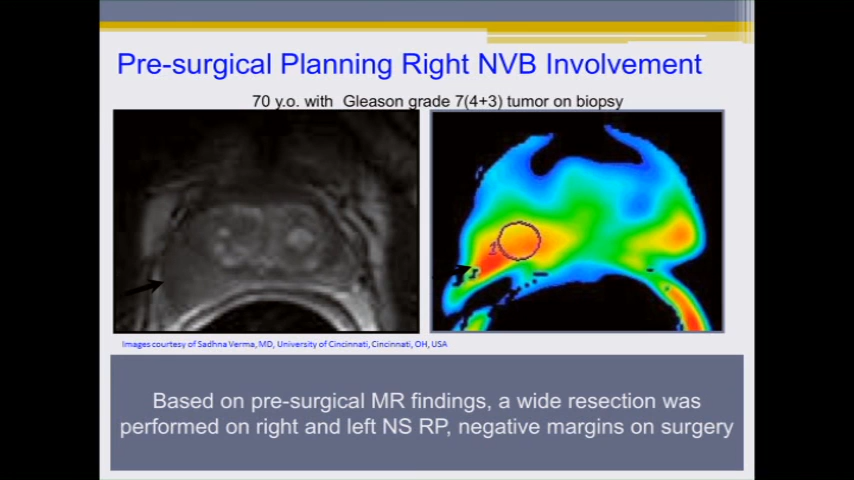 Pre-surgical Planning Right NVB Involvement
70 y.o. with Gleason grade 7(4+3) tumor on biopsy
1
Images courtesy of Sadhna Verma, MD, University of Cincinnati, Cincinnati, OH, USA
Based on pre-surgical MR findings, a wide resection was
performed on right and left NS RP, negative margins on surgery